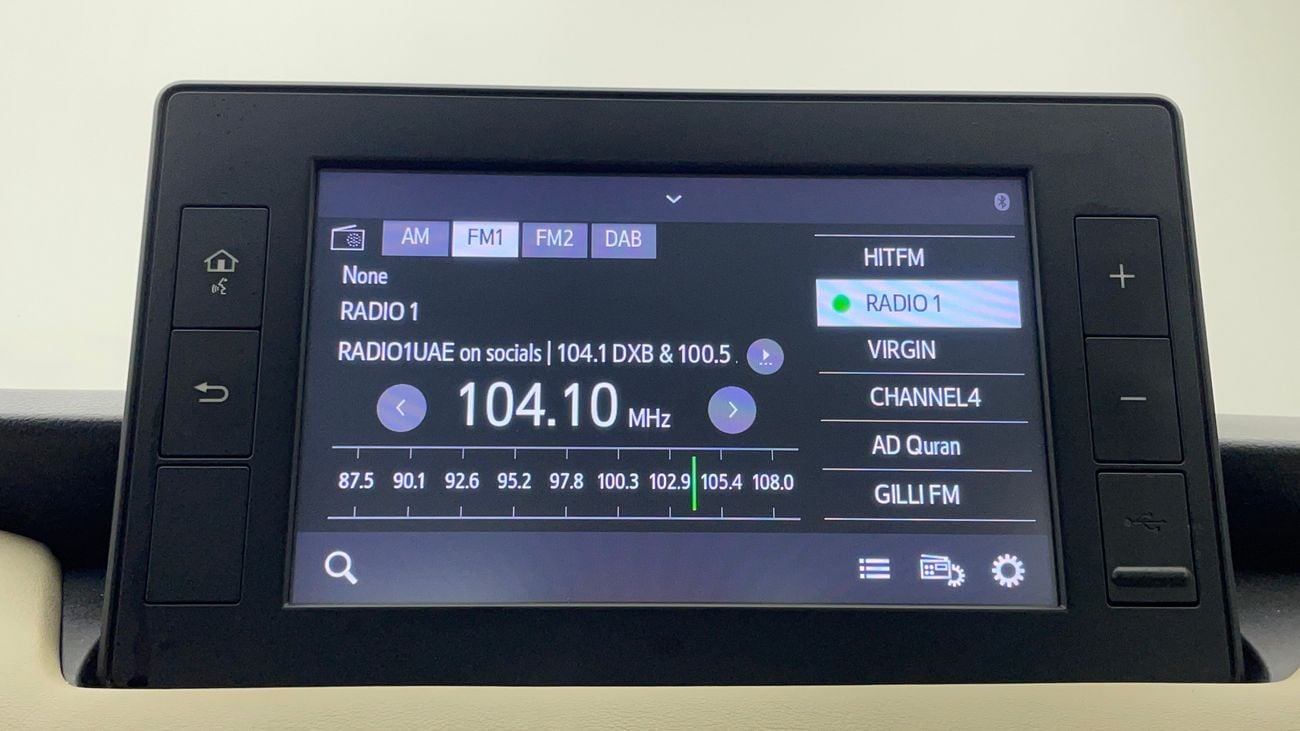 AM FM1 FM2 DAB
None
RADIO 1
RADIO1UAE on socials | 104.1 DXB & 100.5
104.10 MHz
87.5 90.1 92.6 95.2 97.8 100.3 102.9 105.4 108.0
HITFM
RADIO 1
VIRGIN
CHANNEL4
AD Quran
GILLI FM
+
−